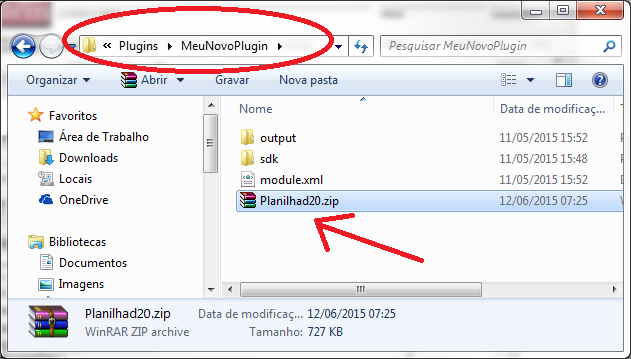 « Plugins ▸ MeuNovoPlugin ▸
Pesquisar MeuNovoPlugin
Organizar Abrir Gravar Nova pasta
Favoritos
Área de Trabalho
Downloads
Locais
OneDrive
Bibliotecas
Documentos
Imagens
Nome Data de modificaç...
output 11/05/2015 15:52
sdk 11/05/2015 15:48
module.xml 11/05/2015 15:52
Planilhad20.zip 12/06/2015 07:25
Planilhad20.zip Data de modificaç... 12/06/2015 07:25
WinRAR ZIP archive Tamanho: 727 KB